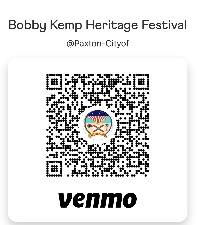 Bobby Kemp Heritage Festival
@Paxton-Cityof
venmo